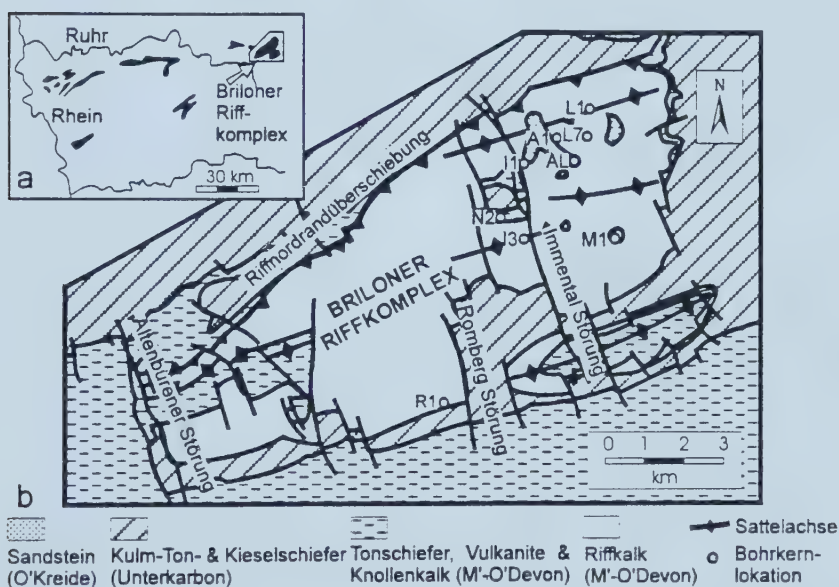 a
Ruhr
Rhein
Briloner
Riff-
komplex
30 km
N
L1
A1 L7
I1 AL
N2
I3
M1
R1
Riffnordrandüberschiebung
BRILONER
RIFFKOMPLEX
Altenbürener Störung
Romberg Störung
Immental Störung
0 1 2 3
km
b
Sandstein
(O'Kreide)
Kulm-Ton- & Kieselschiefer
(Unterkarbon)
Tonschiefer, Vulkanite &
Knollenkalk (M'-O'Devon)
Riffkalk
(M'-O'Devon)
Sattelachse
Bohrkern-
lokation